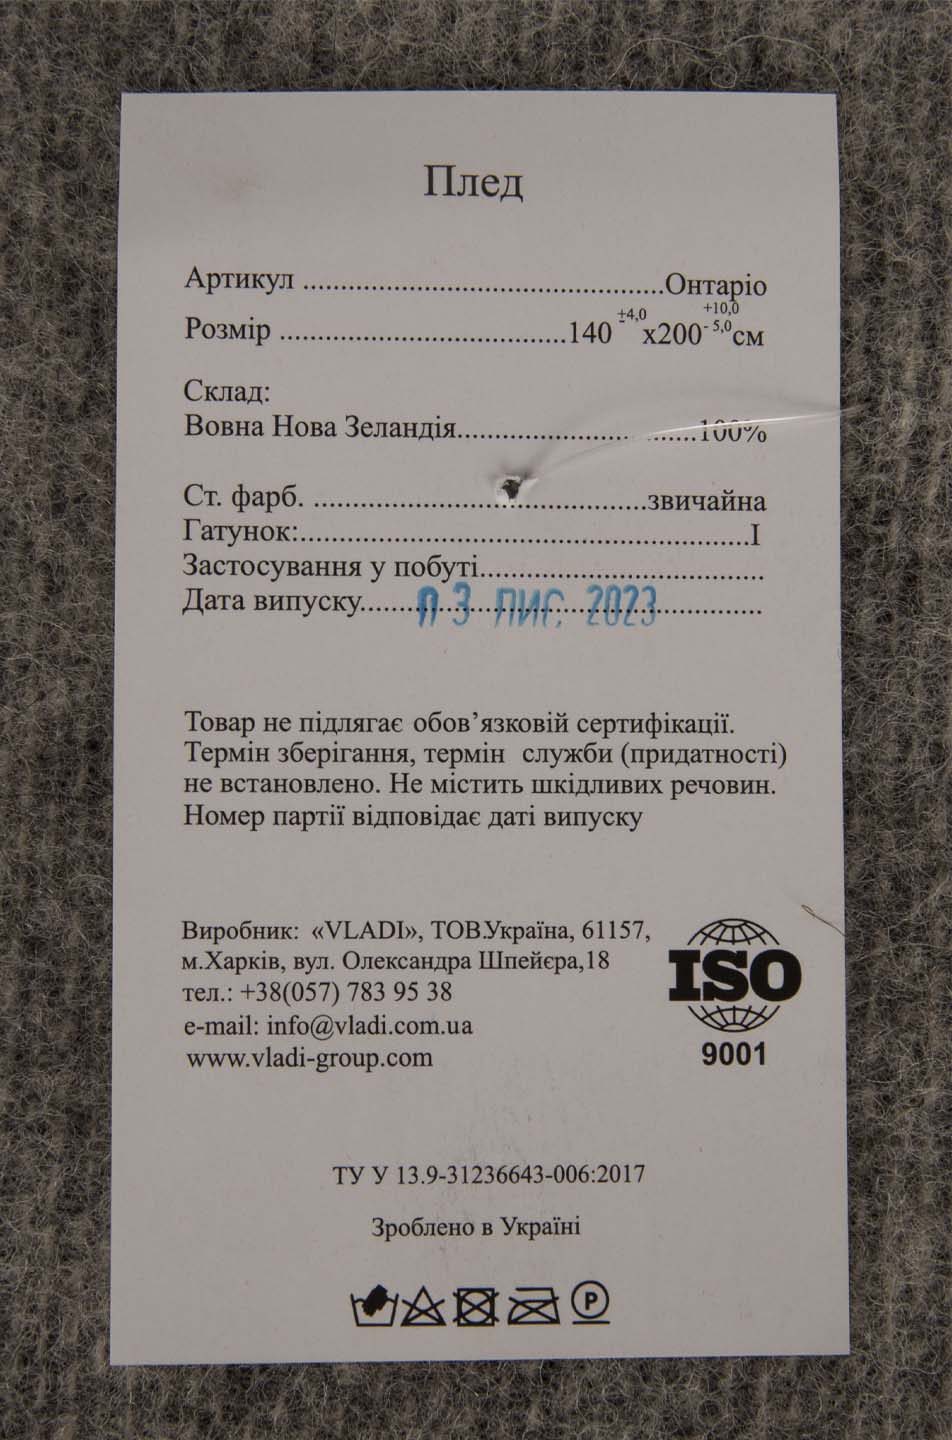 Плед
Артикул ..................................................Онтаріо
Розмір .....................................140 ±4,0 х200 +10,0 - 5,0 см
Склад:
Вовна Нова Зеландія...............................100%
Ст. фарб. ............................................звичайна
Гатунок:...........................................................I
Застосування у побуті.....................................
Дата випуску.......03 ЛИГ. 2023.......
Товар не підлягає обов’язковій сертифікації.
Термін зберігання, термін служби (придатності)
не встановлено. Не містить шкідливих речовин.
Номер партії відповідає даті випуску
Виробник: «VLADI», ТОВ.Україна, 61157,
м.Харків, вул. Олександра Шпейєра,18
тел.: +38(057) 783 95 38
e-mail: info@vladi.com.ua
www.vladi-group.com
ISO
9001
ТУ У 13.9-31236643-006:2017
Зроблено в Україні
P